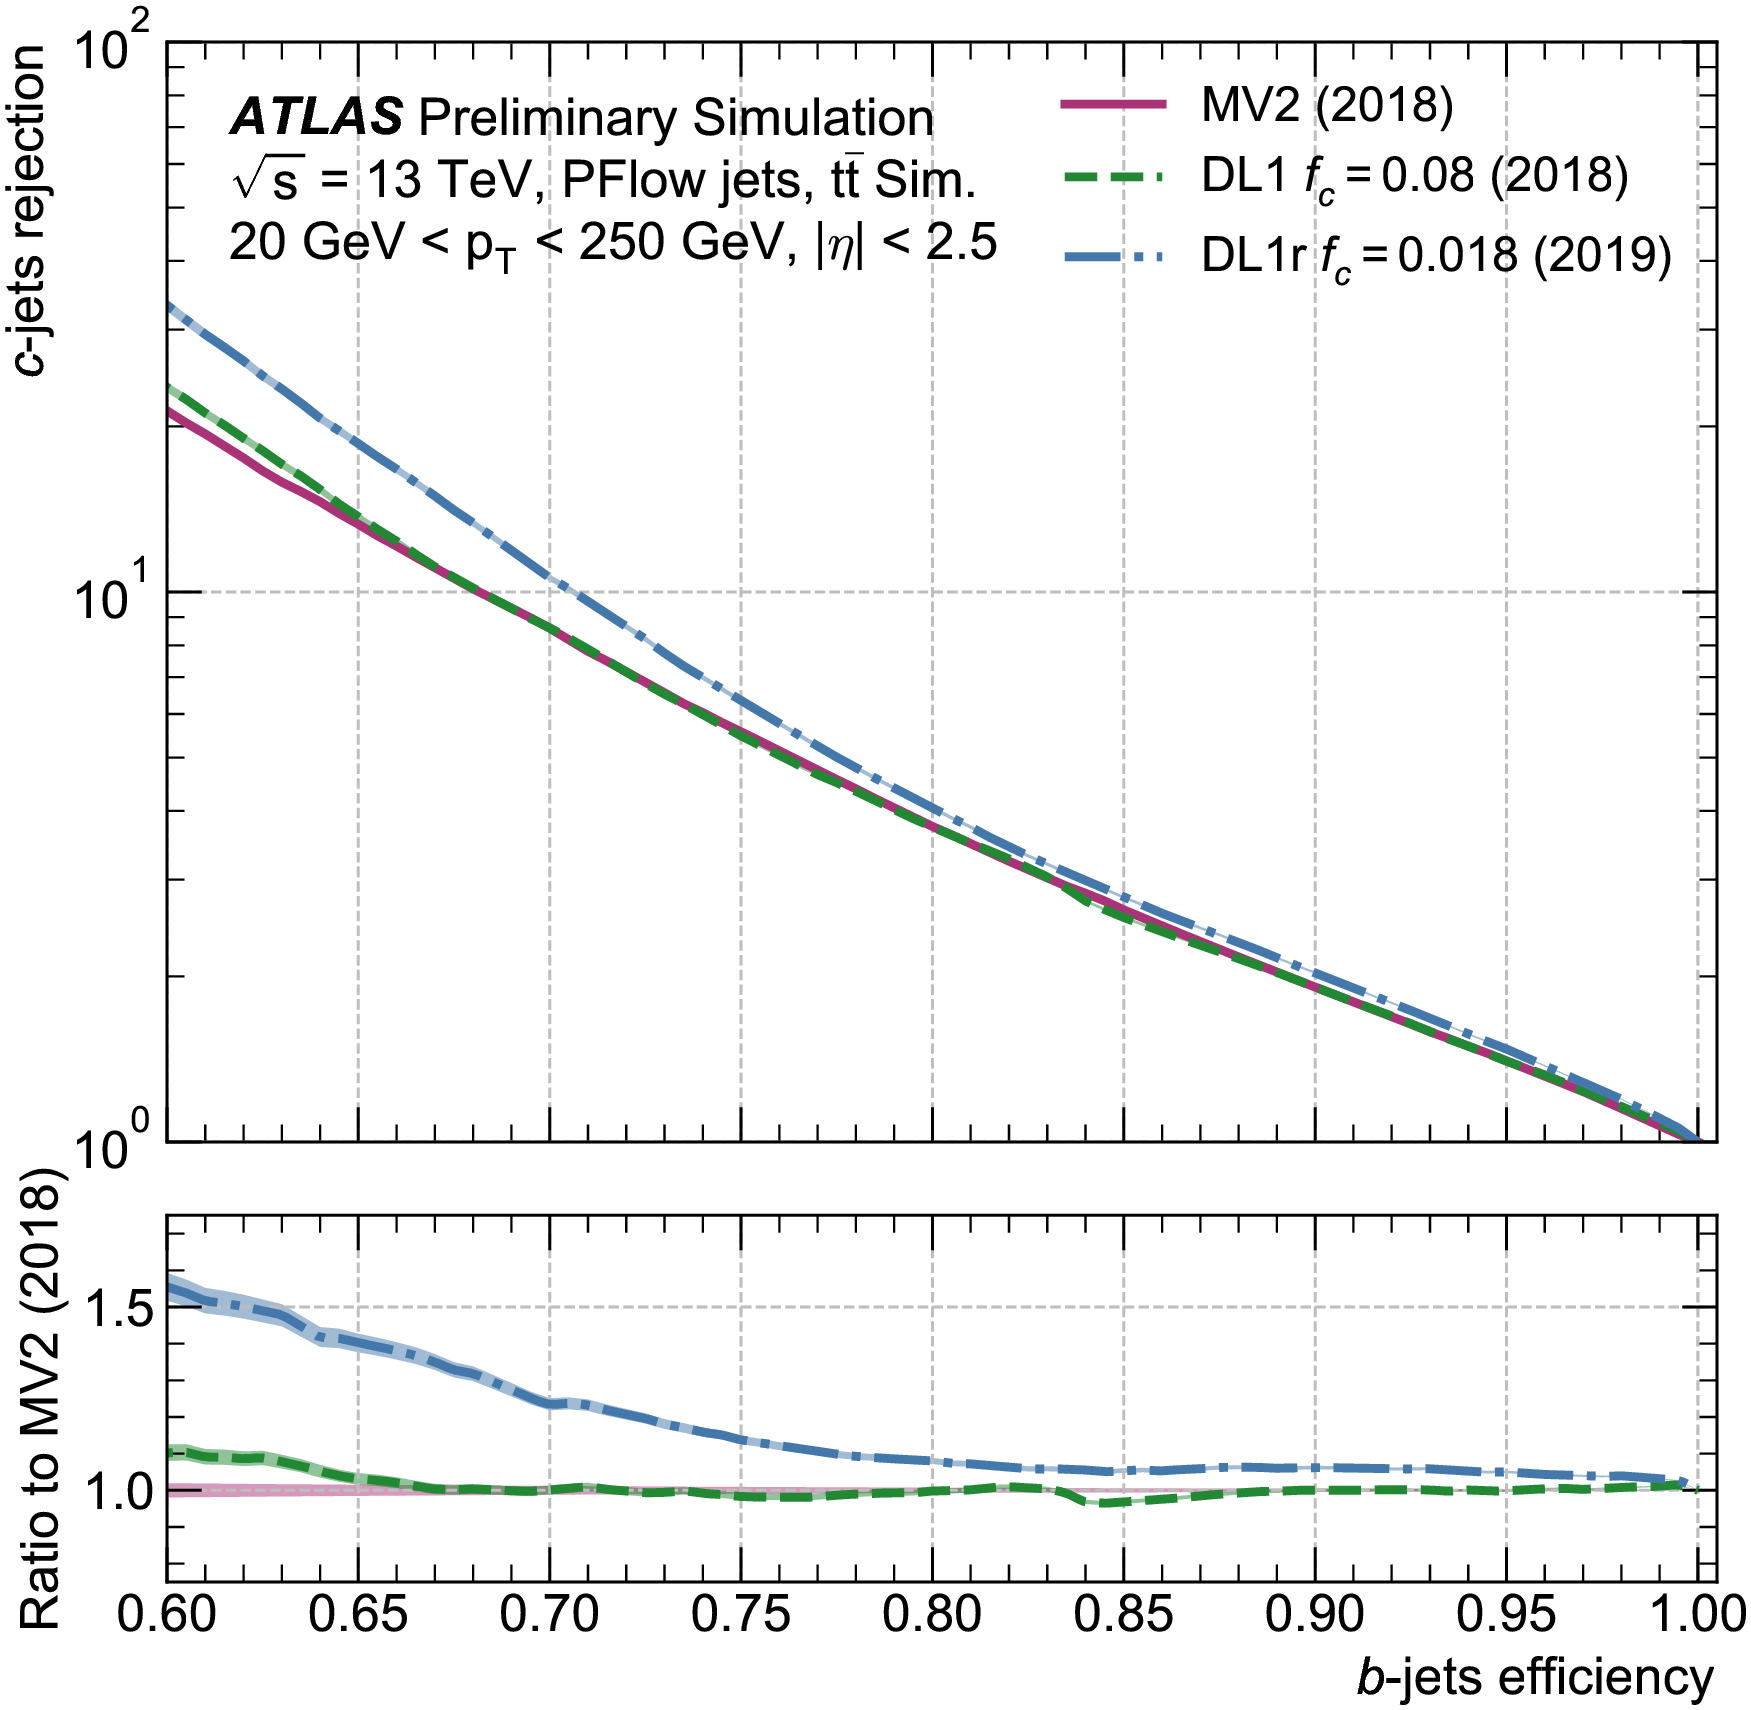 10²
c-jets rejection
ATLAS Preliminary Simulation
√s = 13 TeV, PFlow jets, tt̄ Sim.
20 GeV < p_T < 250 GeV, |η| < 2.5
MV2 (2018)
DL1 f_c = 0.08 (2018)
DL1r f_c = 0.018 (2019)
10¹
10⁰
Ratio to MV2 (2018)
1.5
1.0
0.60 0.65 0.70 0.75 0.80 0.85 0.90 0.95 1.00
b-jets efficiency